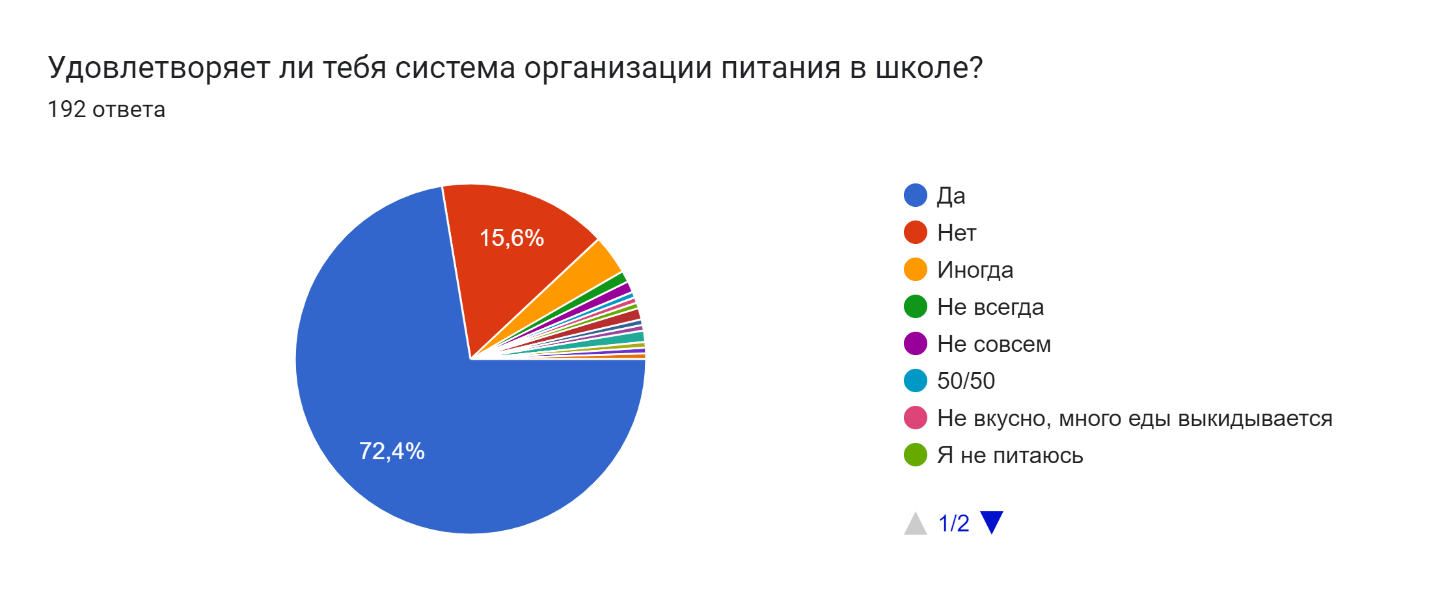 Удовлетворяет ли тебя система организации питания в школе?
192 ответа
15,6%
72,4%
Да
Нет
Иногда
Не всегда
Не совсем
50/50
Не вкусно, много еды выкидывается
Я не питаюсь
1/2